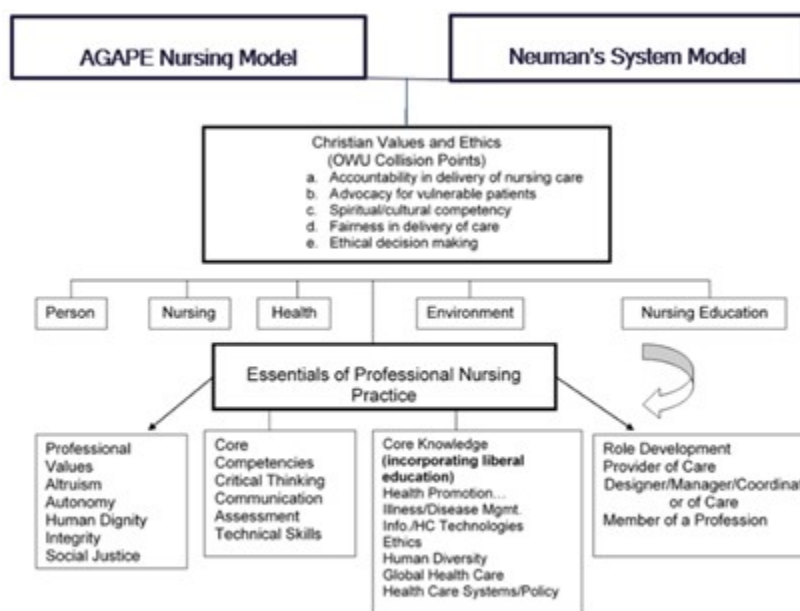 AGAPE Nursing Model
Neuman's System Model
Christian Values and Ethics
(OWU Collision Points)
a. Accountability in delivery of nursing care
b. Advocacy for vulnerable patients
c. Spiritual/cultural competency
d. Fairness in delivery of care
e. Ethical decision making
Person
Nursing
Health
Environment
Nursing Education
Essentials of Professional Nursing
Practice
Professional
Values
Altruism
Autonomy
Human Dignity
Integrity
Social Justice
Core
Competencies
Critical Thinking
Communication
Assessment
Technical Skills
Core Knowledge
(incorporating liberal
education)
Health Promotion…
Illness/Disease Mgmt.
Info./HC Technologies
Ethics
Human Diversity
Global Health Care
Health Care Systems/Policy
Role Development
Provider of Care
Designer/Manager/Coordinat
or of Care
Member of a Profession